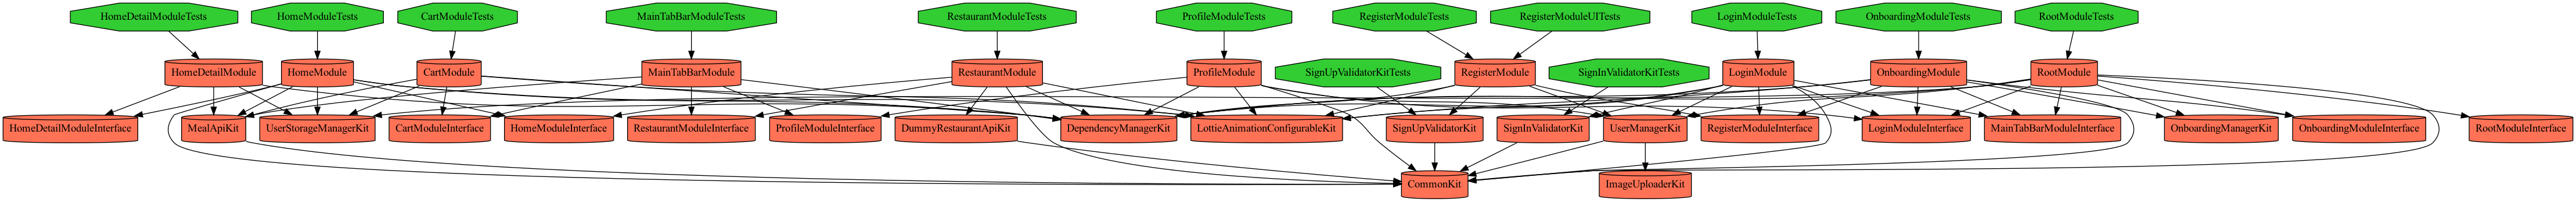 HomeDetailModuleTests
HomeModuleTests
CartModuleTests
MainTabBarModuleTests
RestaurantModuleTests
ProfileModuleTests
RegisterModuleTests
RegisterModuleUITests
LoginModuleTests
OnboardingModuleTests
RootModuleTests
HomeDetailModule
HomeModule
CartModule
MainTabBarModule
RestaurantModule
ProfileModule
SignUpValidatorKitTests
RegisterModule
SignInValidatorKitTests
LoginModule
OnboardingModule
RootModule
HomeDetailModuleInterface
MealApiKit
UserStorageManagerKit
CartModuleInterface
HomeModuleInterface
RestaurantModuleInterface
ProfileModuleInterface
DummyRestaurantApiKit
DependencyManagerKit
LottieAnimationConfigurableKit
SignUpValidatorKit
SignInValidatorKit
UserManagerKit
RegisterModuleInterface
LoginModuleInterface
MainTabBarModuleInterface
OnboardingManagerKit
OnboardingModuleInterface
RootModuleInterface
CommonKit
ImageUploaderKit